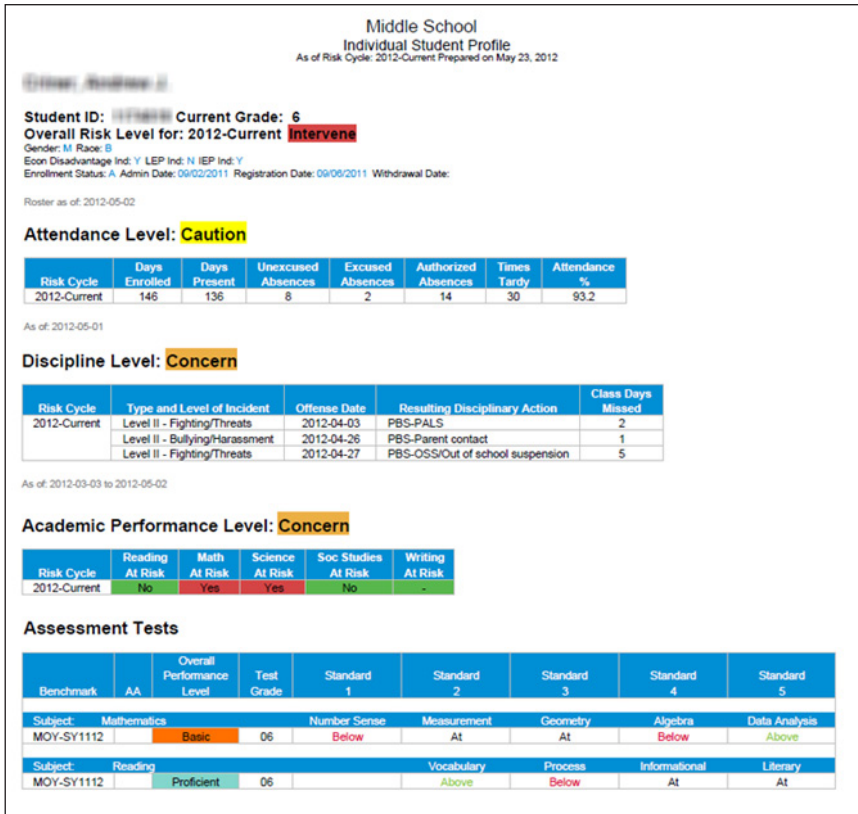 Middle School
Individual Student Profile
As of Risk Cycle: 2012-Current Prepared on May 23, 2012
Student ID: Current Grade: 6
Overall Risk Level for: 2012-Current Intervene
Gender: M Race: B
Econ Disadvantage Ind: Y LEP Ind: N IEP Ind: Y
Enrollment Status: A Admin Date: 09/02/2011 Registration Date: 09/06/2011 Withdrawal Date:
Roster as of: 2012-05-02
Attendance Level: Caution
Risk Cycle Days Enrolled Days Present Unexcused Absences Excused Absences Authorized Absences Times Tardy Attendance %
2012-Current 146 136 8 2 14 30 93.2
As of: 2012-05-01
Discipline Level: Concern
Risk Cycle Type and Level of Incident Offense Date Resulting Disciplinary Action Class Days Missed
2012-Current Level II - Fighting/Threats 2012-04-03 PBS-PALS 2
Level II - Bullying/Harassment 2012-04-26 PBS-Parent contact 1
Level II - Fighting/Threats 2012-04-27 PBS-OSS/Out of school suspension 5
As of: 2012-03-03 to 2012-05-02
Academic Performance Level: Concern
Risk Cycle Reading At Risk Math At Risk Science At Risk Soc Studies At Risk Writing At Risk
2012-Current No Yes Yes No -
Assessment Tests
Benchmark AA Overall Performance Level Test Grade Standard 1 Standard 2 Standard 3 Standard 4 Standard 5
Subject: Mathematics Number Sense Measurement Geometry Algebra Data Analysis
MOY-SY1112 Basic 06 Below At At Below Above
Subject: Reading Vocabulary Process Informational Literary
MOY-SY1112 Proficient 06 Above Below At At